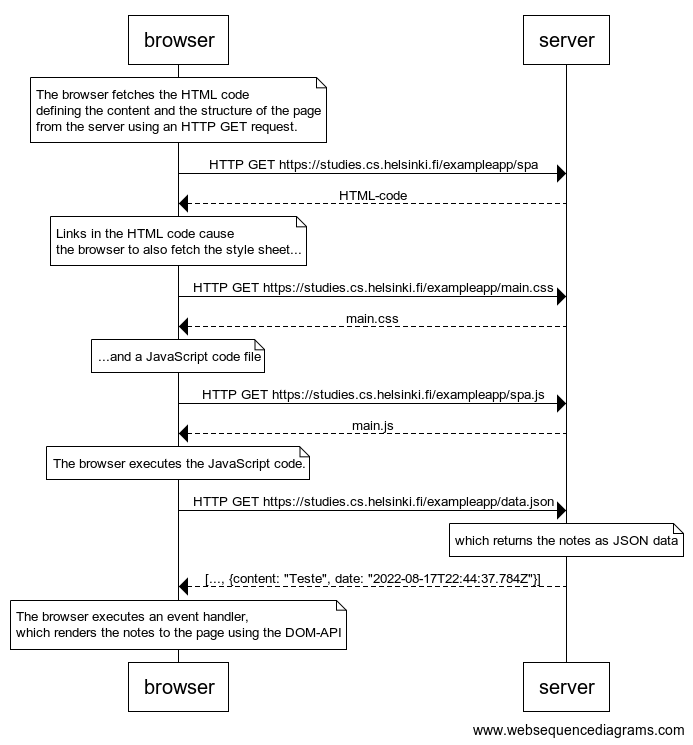 browser
server
The browser fetches the HTML code
defining the content and the structure of the page
from the server using an HTTP GET request.
HTTP GET https://studies.cs.helsinki.fi/exampleapp/spa
HTML-code
Links in the HTML code cause
the browser to also fetch the style sheet...
HTTP GET https://studies.cs.helsinki.fi/exampleapp/main.css
main.css
...and a JavaScript code file
HTTP GET https://studies.cs.helsinki.fi/exampleapp/spa.js
main.js
The browser executes the JavaScript code.
HTTP GET https://studies.cs.helsinki.fi/exampleapp/data.json
which returns the notes as JSON data
[..., {content: "Teste", date: "2022-08-17T22:44:37.784Z"}]
The browser executes an event handler,
which renders the notes to the page using the DOM-API
browser
server
www.websequencediagrams.com